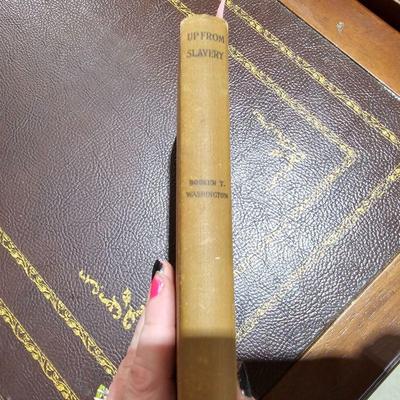 UP FROM
SLAVERY
BOOKER T.
WASHINGTON